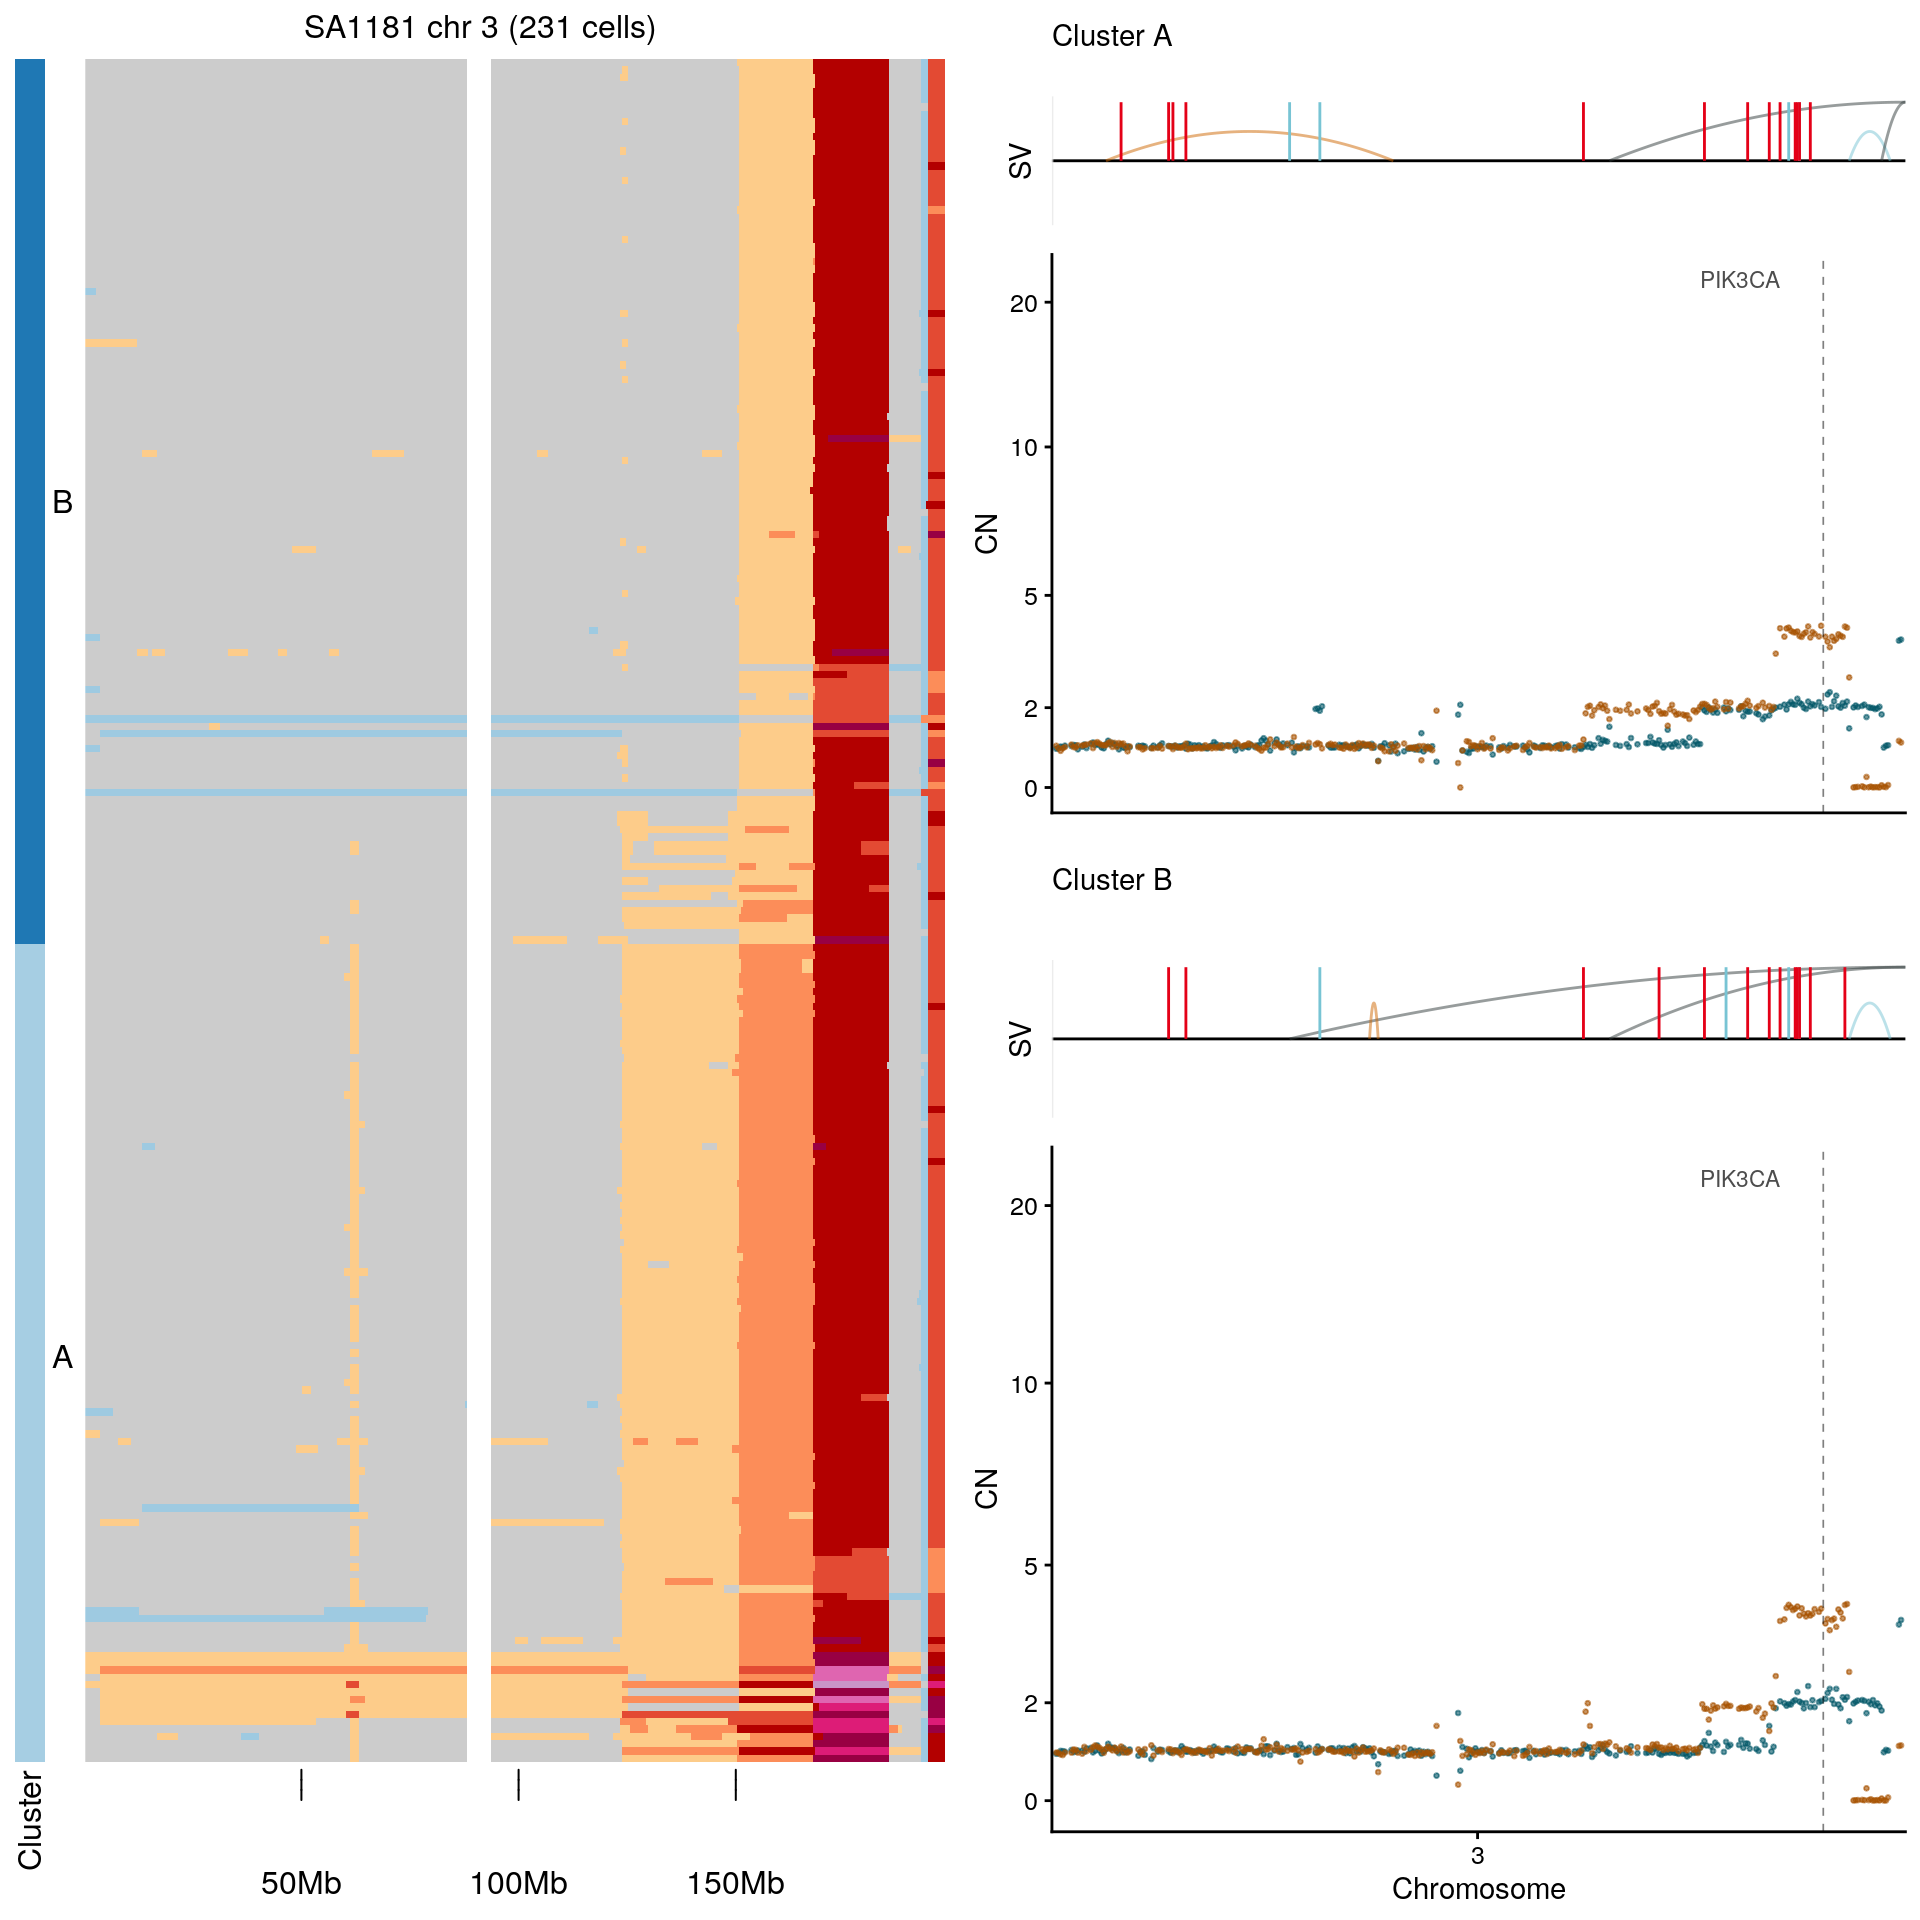 SA1181 chr 3 (231 cells)
B
A
Cluster
50Mb
100Mb
150Mb
Cluster A
SV
PIK3CA
20
10
5
2
0
CN
Cluster B
SV
PIK3CA
20
10
5
2
0
CN
3
Chromosome